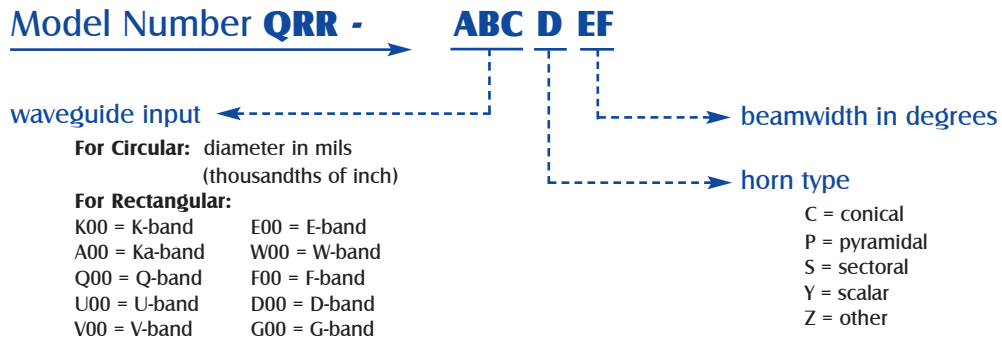 Model Number QRR - ABC D EF
waveguide input
For Circular: diameter in mils
(thousandths of inch)
For Rectangular:
K00 = K-band E00 = E-band
A00 = Ka-band W00 = W-band
Q00 = Q-band F00 = F-band
U00 = U-band D00 = D-band
V00 = V-band G00 = G-band
beamwidth in degrees
horn type
C = conical
P = pyramidal
S = sectoral
Y = scalar
Z = other